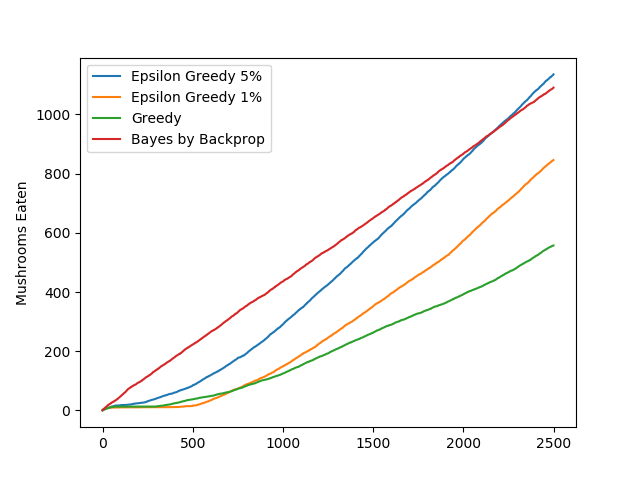 Epsilon Greedy 5%
Epsilon Greedy 1%
Greedy
Bayes by Backprop
Mushrooms Eaten
1000
800
600
400
200
0
0 500 1000 1500 2000 2500